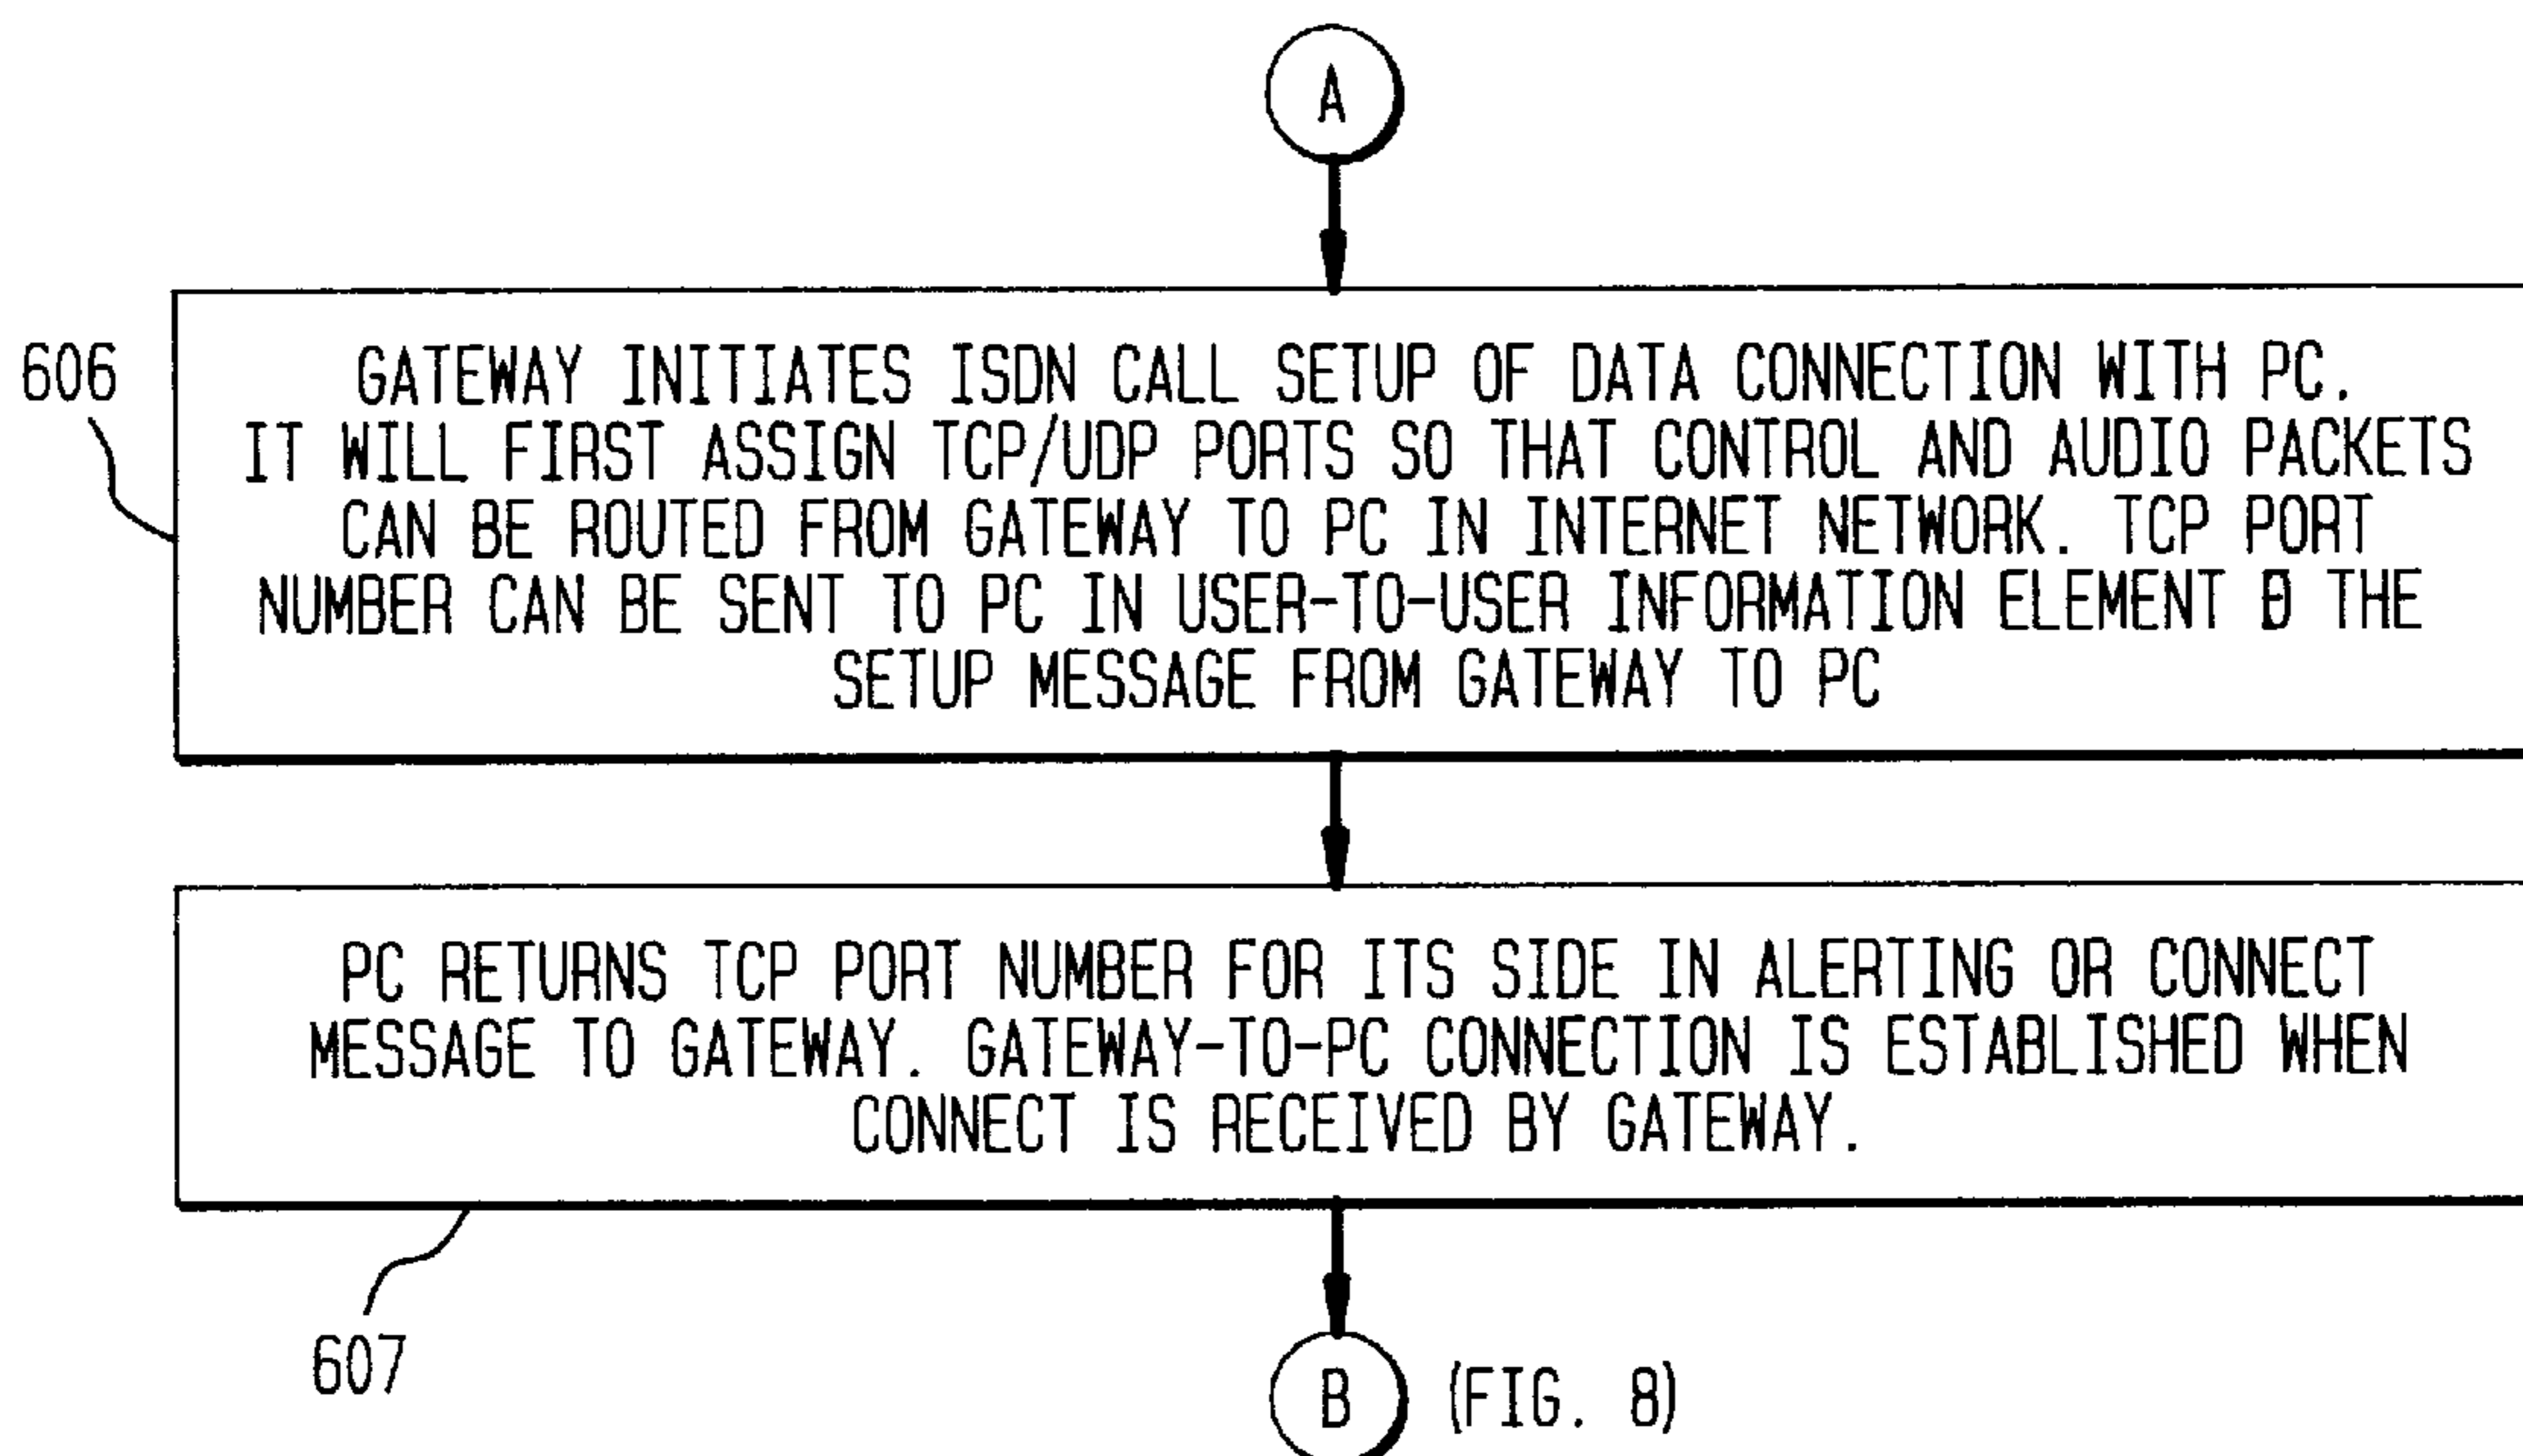 A
606
GATEWAY INITIATES ISDN CALL SETUP OF DATA CONNECTION WITH PC.
IT WILL FIRST ASSIGN TCP/UDP PORTS SO THAT CONTROL AND AUDIO PACKETS
CAN BE ROUTED FROM GATEWAY TO PC IN INTERNET NETWORK. TCP PORT
NUMBER CAN BE SENT TO PC IN USER-TO-USER INFORMATION ELEMENT THE
SETUP MESSAGE FROM GATEWAY TO PC
PC RETURNS TCP PORT NUMBER FOR ITS SIDE IN ALERTING OR CONNECT
MESSAGE TO GATEWAY. GATEWAY-TO-PC CONNECTION IS ESTABLISHED WHEN
CONNECT IS RECEIVED BY GATEWAY.
607
B (FIG. 8)